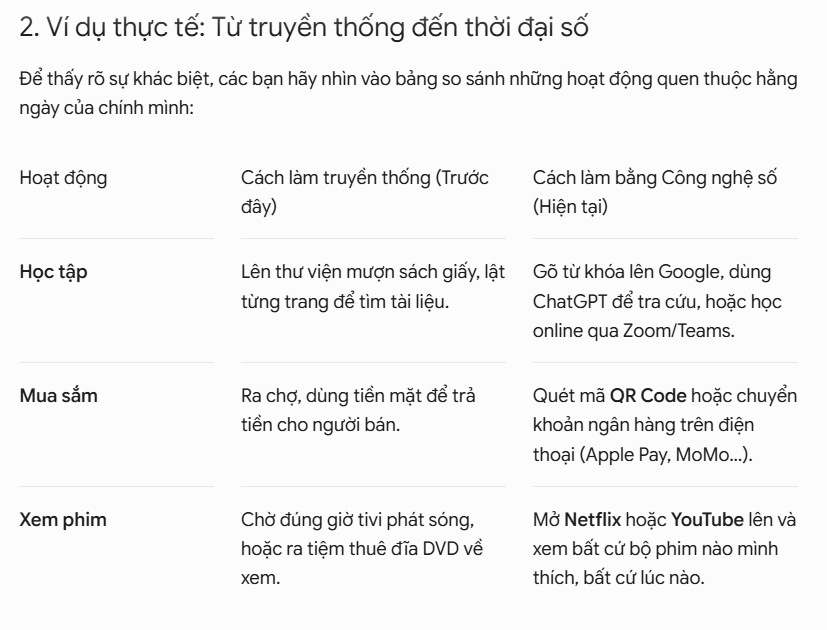 2. Ví dụ thực tế: Từ truyền thống đến thời đại số
Để thấy rõ sự khác biệt, các bạn hãy nhìn vào bảng so sánh những hoạt động quen thuộc hằng
ngày của chính mình:
Hoạt động
Cách làm truyền thống (Trước
đây)
Cách làm bằng Công nghệ số
(Hiện tại)
Học tập
Lên thư viện mượn sách giấy, lật
từng trang để tìm tài liệu.
Gõ từ khóa lên Google, dùng
ChatGPT để tra cứu, hoặc học
online qua Zoom/Teams.
Mua sắm
Ra chợ, dùng tiền mặt để trả
tiền cho người bán.
Quét mã QR Code hoặc chuyển
khoản ngân hàng trên điện
thoại (Apple Pay, MoMo...).
Xem phim
Chờ đúng giờ tivi phát sóng,
hoặc ra tiệm thuê đĩa DVD về
xem.
Mở Netflix hoặc YouTube lên và
xem bất cứ bộ phim nào mình
thích, bất cứ lúc nào.